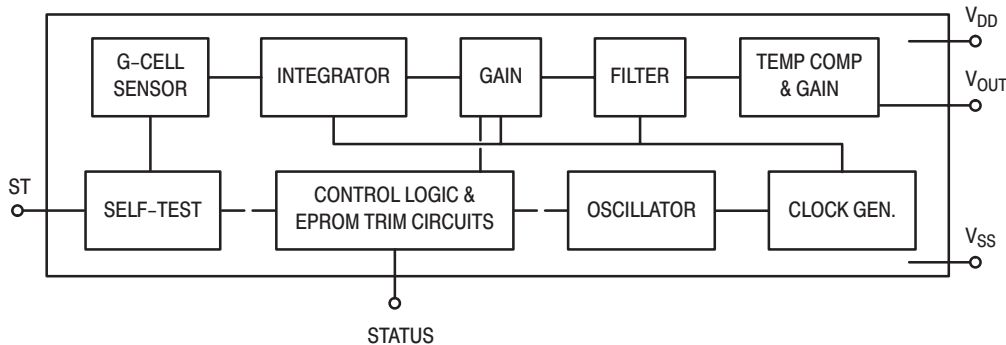 V_DD
G–CELL
SENSOR
INTEGRATOR
GAIN
FILTER
TEMP COMP
& GAIN
V_OUT
ST
SELF–TEST
CONTROL LOGIC &
EPROM TRIM CIRCUITS
OSCILLATOR
CLOCK GEN.
V_SS
STATUS